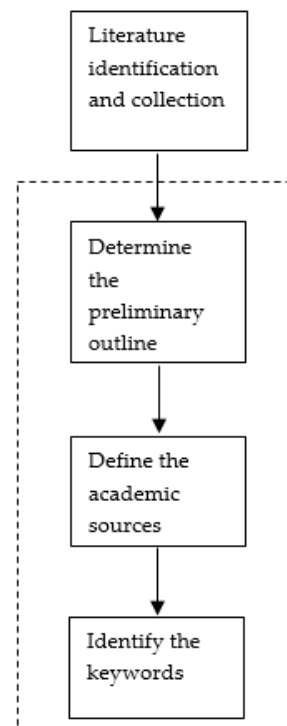 Literature
identification
and collection
Determine
the
preliminary
outline
Define the
academic
sources
Identify the
keywords